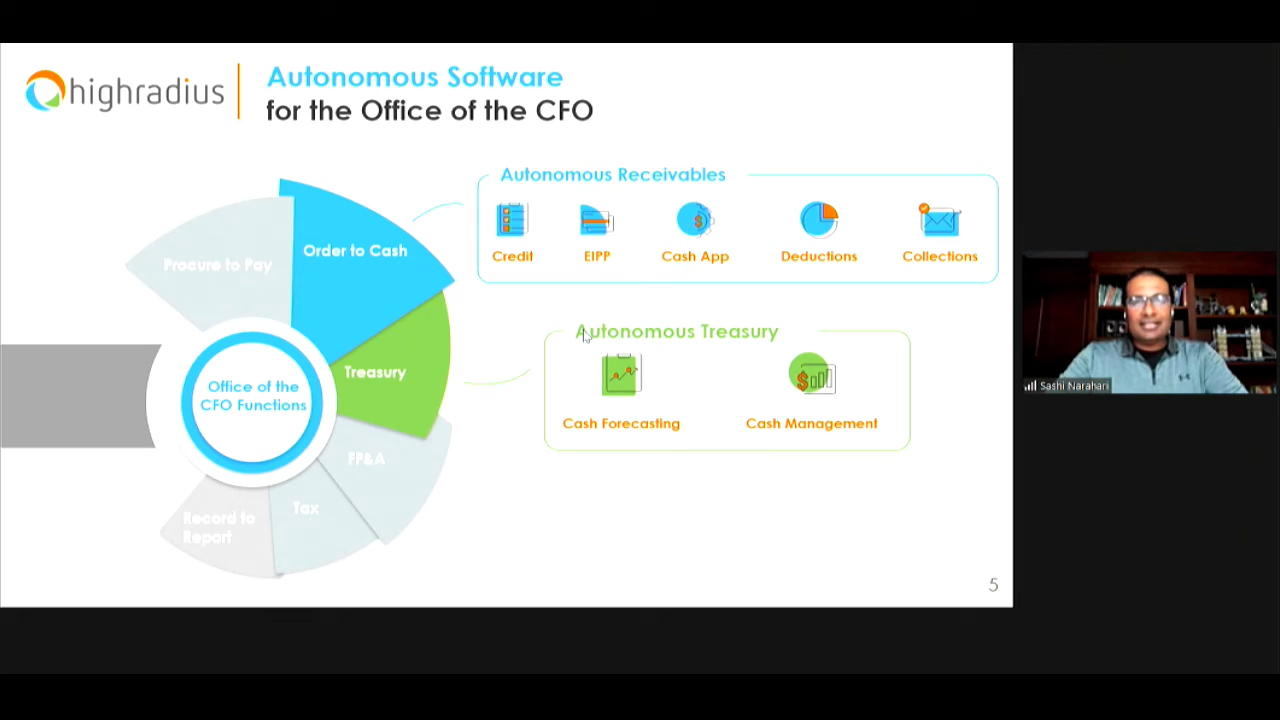 highradius
Autonomous Software
for the Office of the CFO
Autonomous Receivables
Credit
EIPP
Cash App
Deductions
Collections
Procure to Pay
Order to Cash
Treasury
FP&A
Tax
Record to
Report
Office of the
CFO Functions
Autonomous Treasury
Cash Forecasting
Cash Management
5
Sashi Narahari